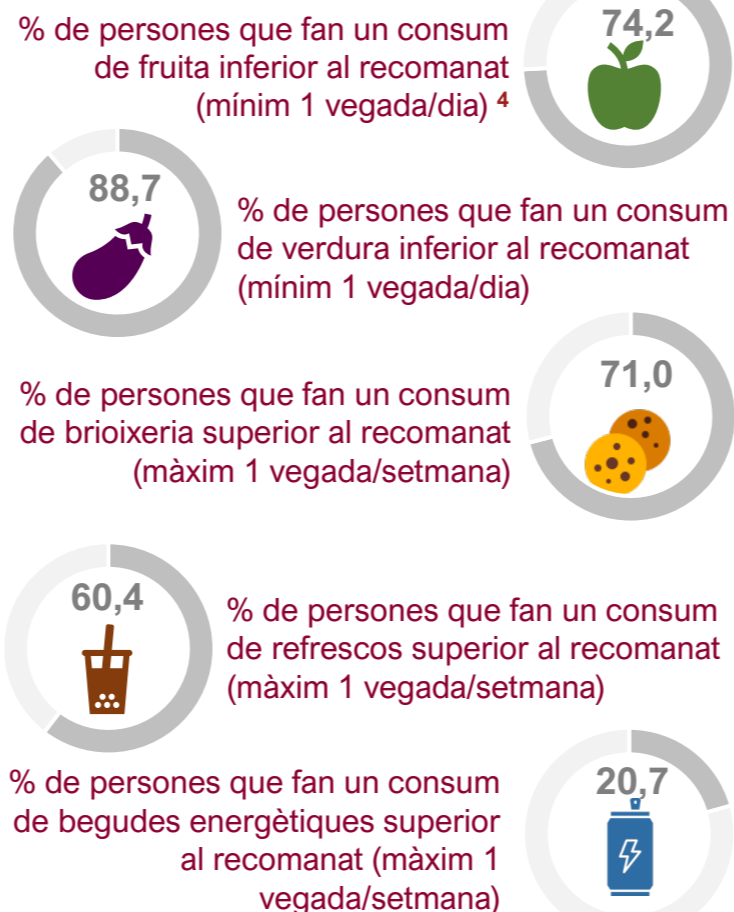 % de persones que fan un consum
de fruita inferior al recomanat
(mínim 1 vegada/dia) 4
74,2
88,7
% de persones que fan un consum
de verdura inferior al recomanat
(mínim 1 vegada/dia)
% de persones que fan un consum
de brioixeria superior al recomanat
(màxim 1 vegada/setmana)
71,0
60,4
% de persones que fan un consum
de refrescos superior al recomanat
(màxim 1 vegada/setmana)
% de persones que fan un consum
de begudes energètiques superior
al recomanat (màxim 1
vegada/setmana)
20,7